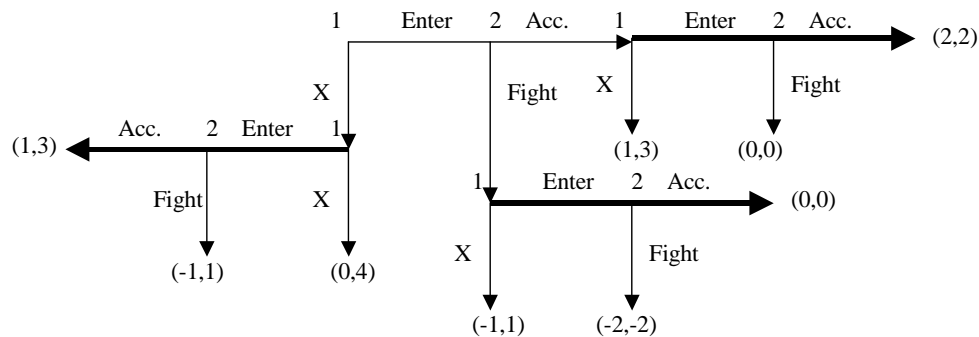 1 Enter 2 Acc. 1 Enter 2 Acc. (2,2)
X Fight X Fight
(1,3) Acc. 2 Enter 1 (1,3) (0,0)
1 Enter 2 Acc. (0,0)
Fight X
X Fight
(-1,1) (0,4)
(-1,1) (-2,-2)